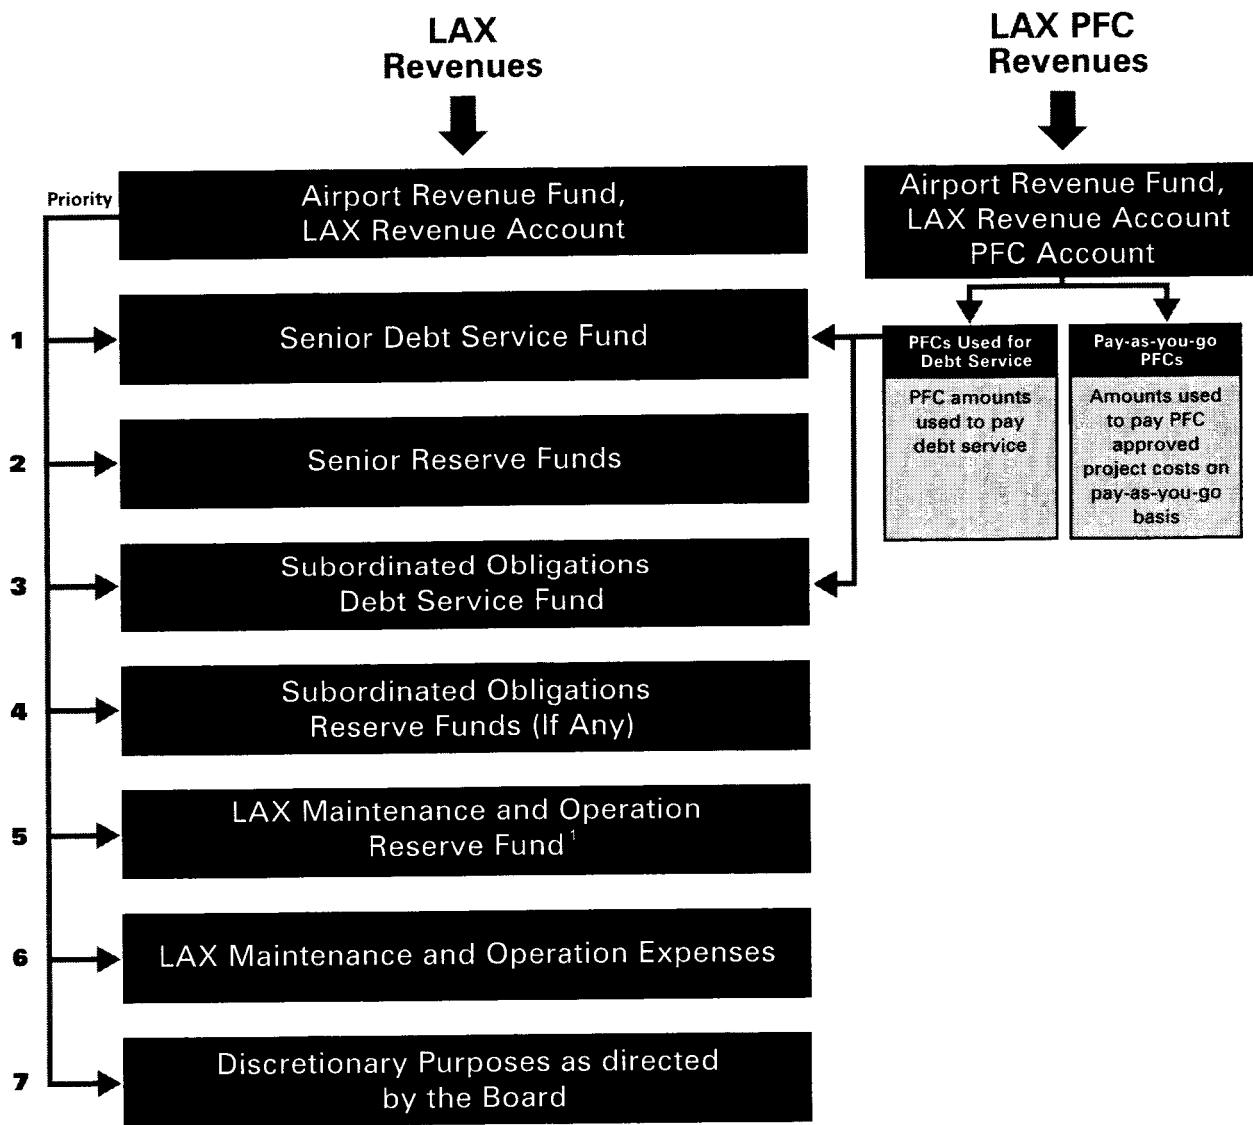 LAX
Revenues
LAX PFC
Revenues
Priority
Airport Revenue Fund,
LAX Revenue Account
Airport Revenue Fund,
LAX Revenue Account
PFC Account
1
Senior Debt Service Fund
PFCs Used for
Debt Service
PFC amounts
used to pay
debt service
Pay-as-you-go
PFCs
Amounts used
to pay PFC
approved
project costs on
pay-as-you-go
basis
2
Senior Reserve Funds
3
Subordinated Obligations
Debt Service Fund
4
Subordinated Obligations
Reserve Funds (If Any)
5
LAX Maintenance and Operation
Reserve Fund¹
6
LAX Maintenance and Operation Expenses
7
Discretionary Purposes as directed
by the Board